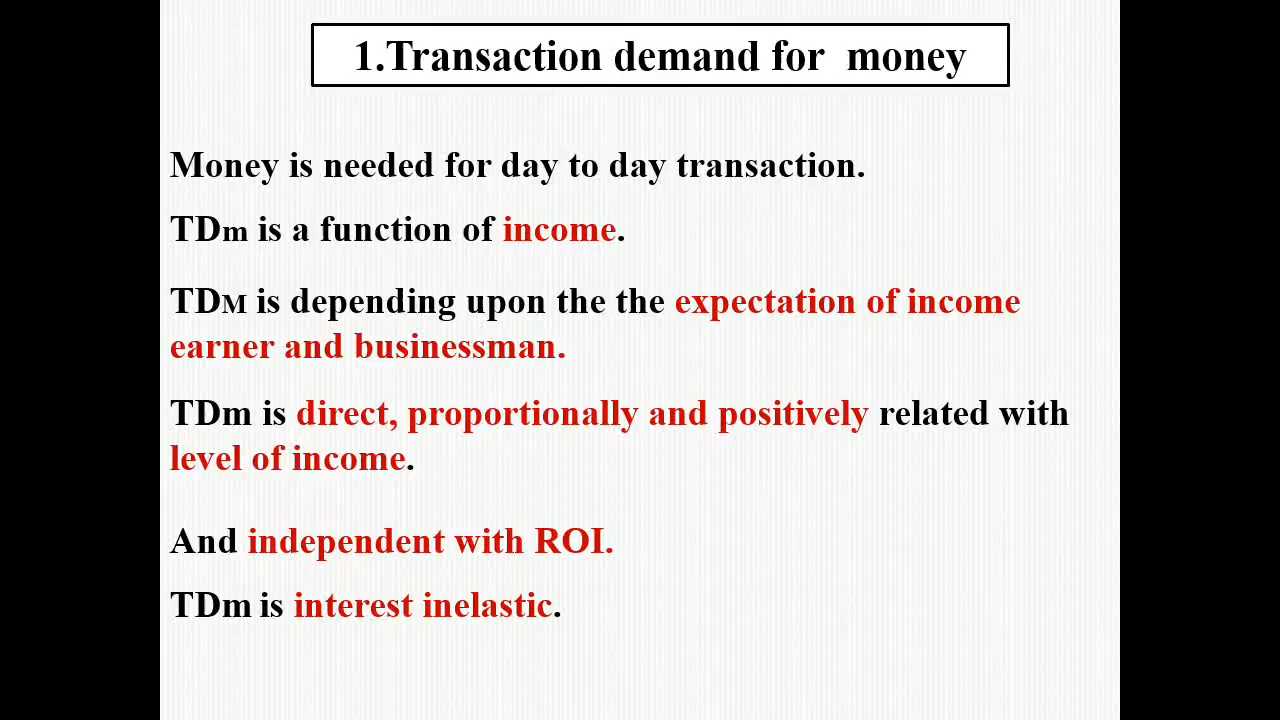 1.Transaction demand for money
Money is needed for day to day transaction.
TDm is a function of income.
TDM is depending upon the the expectation of income
earner and businessman.
TDm is direct, proportionally and positively related with
level of income.
And independent with ROI.
TDm is interest inelastic.